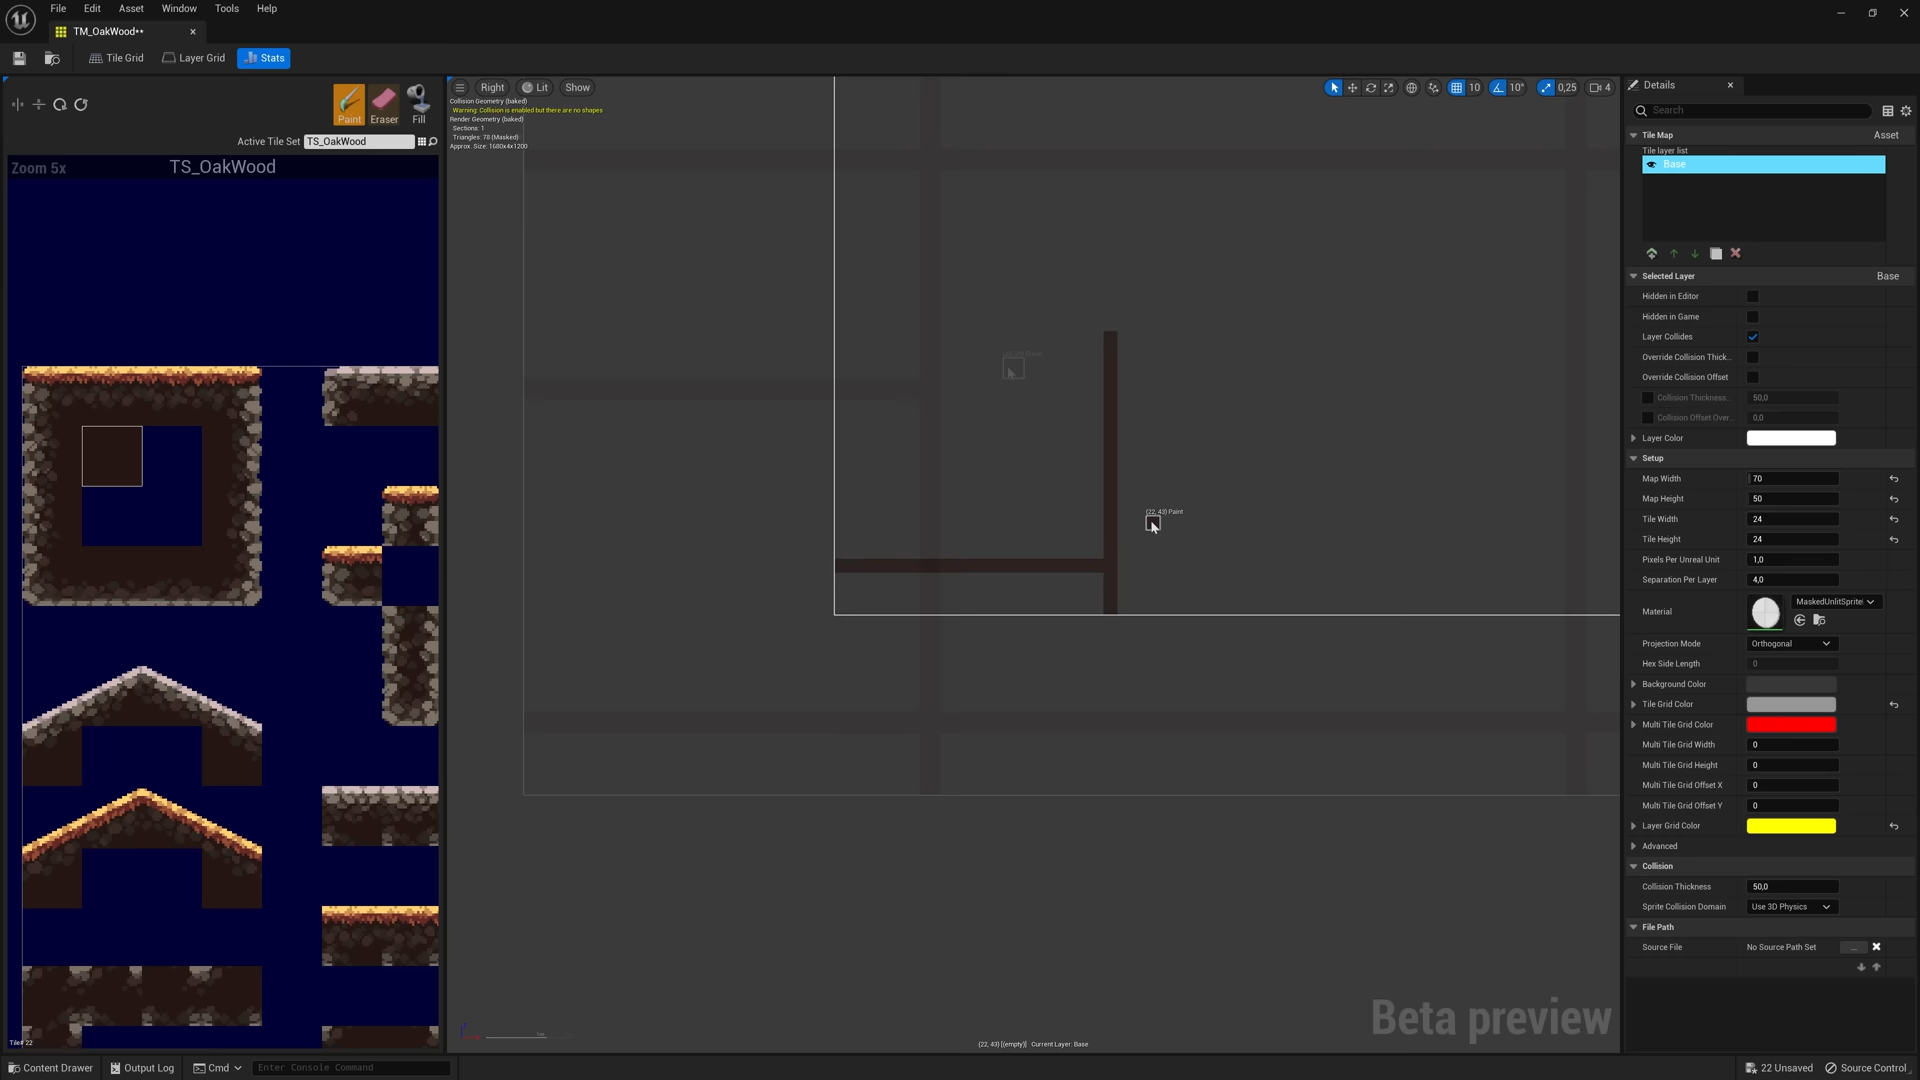 File Edit Asset Window Tools Help
TM_OakWood**
Tile Grid Layer Grid Stats
Paint Eraser Fill
Active Tile Set TS_OakWood
Zoom 5x TS_OakWood
Tile# 22
Right Lit Show
10 10° 0,25 4
Collision Geometry (baked)
Warning: Collision is enabled but there are no shapes
Render Geometry (baked)
Sections: 1
Triangles: 78 (Masked)
Approx. Size: 1680x4x1200
(22, 43) Paint
Beta preview
(22, 43) [(empty)] Current Layer: Base
Details
Search
Tile Map Asset
Tile layer list
Base
Selected Layer Base
Hidden in Editor
Hidden in Game
Layer Collides
Override Collision Thick..
Override Collision Offset
Collision Thickness... 50,0
Collision Offset Over... 0,0
Layer Color
Setup
Map Width 70
Map Height 50
Tile Width 24
Tile Height 24
Pixels Per Unreal Unit 1,0
Separation Per Layer 4,0
Material MaskedUnlitSprite
Projection Mode Orthogonal
Hex Side Length 0
Background Color
Tile Grid Color
Multi Tile Grid Color
Multi Tile Grid Width 0
Multi Tile Grid Height 0
Multi Tile Grid Offset X 0
Multi Tile Grid Offset Y 0
Layer Grid Color
Advanced
Collision
Collision Thickness 50,0
Sprite Collision Domain Use 3D Physics
File Path
Source File No Source Path Set ...
Content Drawer Output Log Cmd Enter Console Command 22 Unsaved Source Control